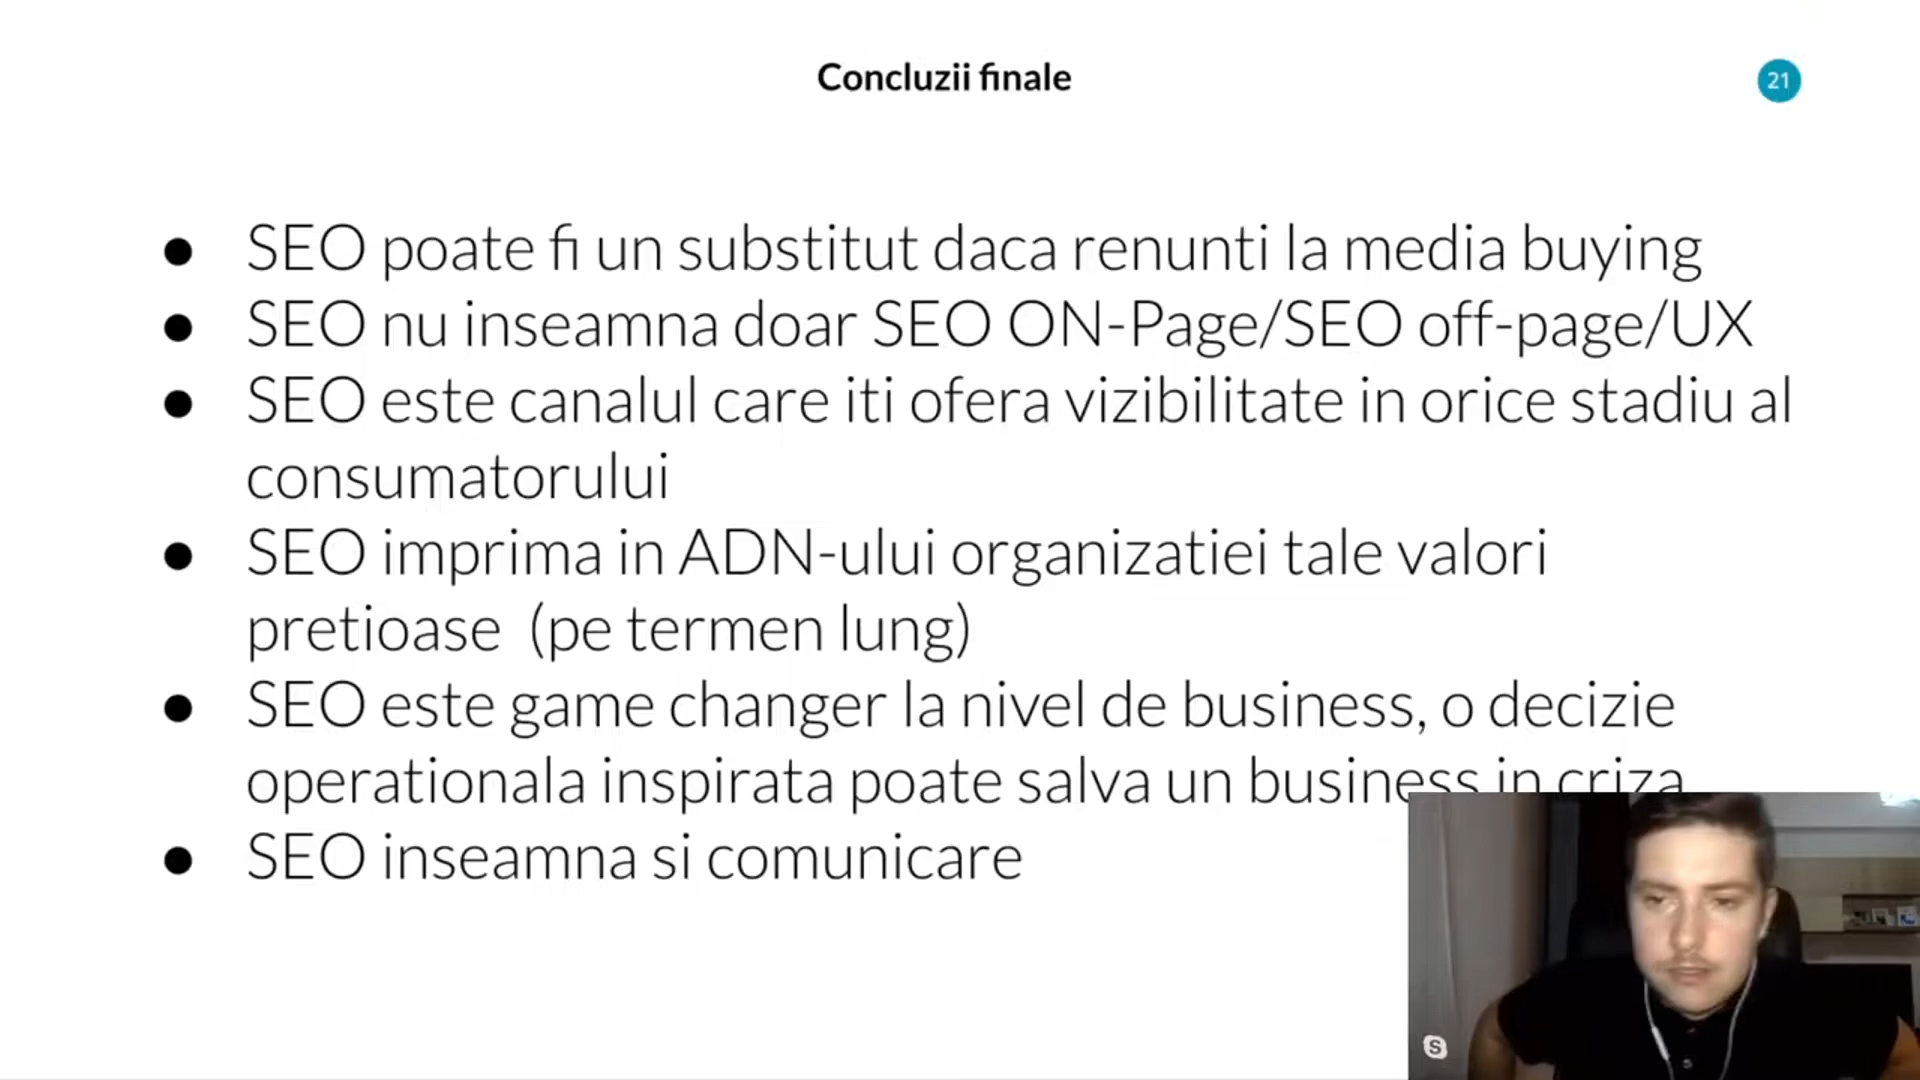 Concluzii finale
21
● SEO poate fi un substitut daca renunti la media buying
● SEO nu inseamna doar SEO ON-Page/SEO off-page/UX
● SEO este canalul care iti ofera vizibilitate in orice stadiu al
consumatorului
● SEO imprima in ADN-ului organizatiei tale valori
pretioase (pe termen lung)
● SEO este game changer la nivel de business, o decizie
operationala inspirata poate salva un business in criza
● SEO inseamna si comunicare